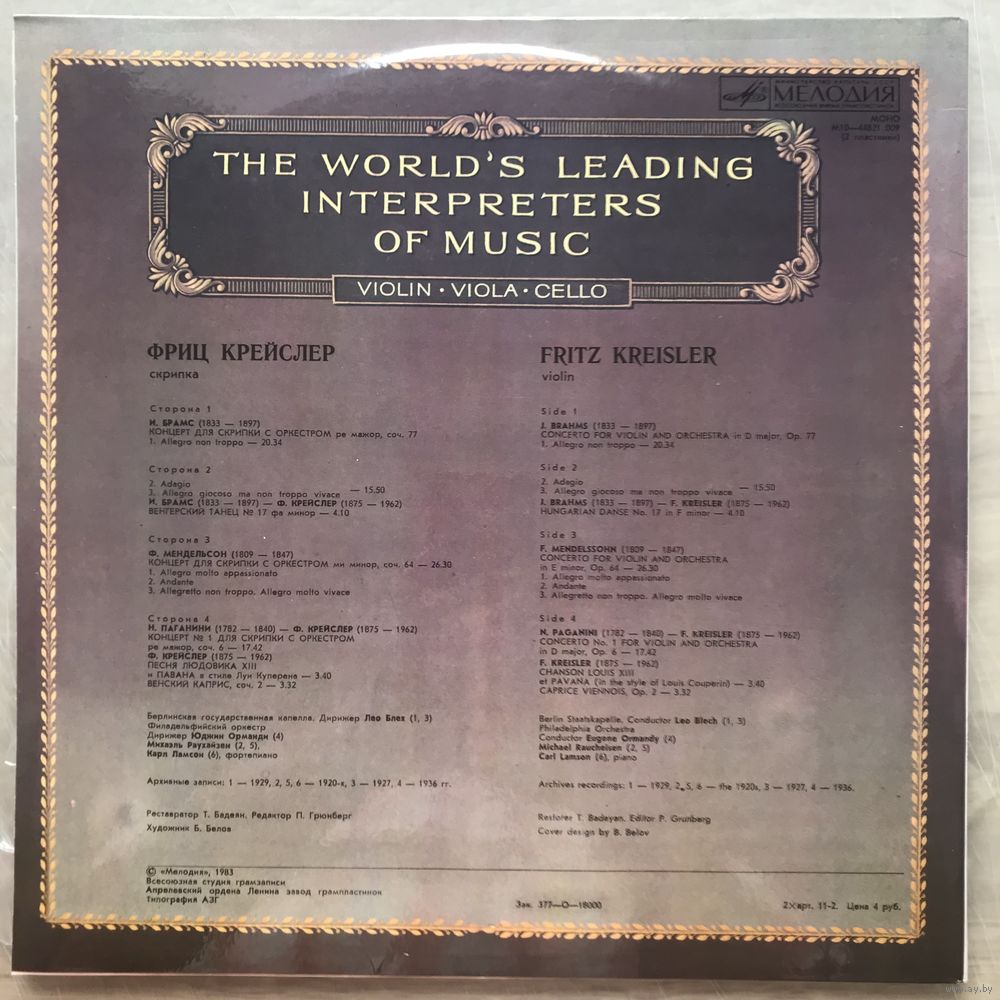 МЕЛОДИЯ
МОНО
М10—44821 009
(2 пластинки)
THE WORLD'S LEADING
INTERPRETERS
OF MUSIC
VIOLIN · VIOLA · CELLO
ФРИЦ КРЕЙСЛЕР
скрипка
Сторона 1
И. БРАМС (1833 — 1897)
КОНЦЕРТ ДЛЯ СКРИПКИ С ОРКЕСТРОМ ре мажор, соч. 77
1. Allegro non troppo — 20.34
Сторона 2
2. Adagio
3. Allegro giocoso ma non troppo vivace — 15.50
И. БРАМС (1833 — 1897) — Ф. КРЕЙСЛЕР (1875 — 1962)
ВЕНГЕРСКИЙ ТАНЕЦ № 17 фа минор — 4.10
Сторона 3
Ф. МЕНДЕЛЬСОН (1809 — 1847)
КОНЦЕРТ ДЛЯ СКРИПКИ С ОРКЕСТРОМ ми минор, соч. 64 — 26.30
1. Allegro molto appassionato
2. Andante
3. Allegretto non troppo. Allegro molto vivace
Сторона 4
Н. ПАГАНИНИ (1782 — 1840) — Ф. КРЕЙСЛЕР (1875 — 1962)
КОНЦЕРТ № 1 ДЛЯ СКРИПКИ С ОРКЕСТРОМ
ре мажор, соч. 6 — 17.42
Ф. КРЕЙСЛЕР (1875 — 1962)
ПЕСНЯ ЛЮДОВИКА XIII
и ПАВАНА в стиле Луи Куперена — 3.40
ВЕНСКИЙ КАПРИС, соч. 2 — 3.32
Берлинская государственная капелла. Дирижер Лео Блех (1, 3)
Филадельфийский оркестр
Дирижер Юджин Орманди (4)
Михаэль Раухайзен (2, 5),
Карл Ламсон (6), фортепиано
Архивные записи: 1 — 1929, 2, 5, 6 — 1920-х, 3 — 1927, 4 — 1936 гг.
Реставратор Т. Бадеян. Редактор П. Грюнберг
Художник Б. Белов
FRITZ KREISLER
violin
Side 1
J. BRAHMS (1833 — 1897)
CONCERTO FOR VIOLIN AND ORCHESTRA in D major, Op. 77
1. Allegro non troppo — 20.34
Side 2
2. Adagio
3. Allegro giocoso ma non troppo vivace — 15.50
J. BRAHMS (1833 — 1897) — F. KREISLER (1875 — 1962)
HUNGARIAN DANSE No. 17 in F minor — 4.10
Side 3
F. MENDELSSOHN (1809 — 1847)
CONCERTO FOR VIOLIN AND ORCHESTRA
in E minor, Op. 64 — 26.30
1. Allegro molto appassionato
2. Andante
3. Allegretto non troppo. Allegro molto vivace
Side 4
N. PAGANINI (1782 — 1840) — F. KREISLER (1875 — 1962)
CONCERTO No. 1 FOR VIOLIN AND ORCHESTRA
in D major, Op. 6 — 17.42
F. KREISLER (1875 — 1962)
CHANSON LOUIS XIII
et PAVANA (in the style of Louis Couperin) — 3.40
CAPRICE VIENNOIS, Op. 2 — 3.32
Berlin Staatskapelle, Conductor Leo Blech (1, 3)
Philadelphia Orchestra
Conductor Eugene Ormandy (4)
Michael Raucheisen (2, 5)
Carl Lamson (6), piano
Archives recordings: 1 — 1929, 2, 5, 6 — the 1920s, 3 — 1927, 4 — 1936.
Restorer T. Badeyan. Editor P. Grunberg
Cover design by B. Belov
© «Мелодия», 1983
Всесоюзная студия грамзаписи
Апрелевский ордена Ленина завод грампластинок
Типография АЗГ
Зак. 377—О—18000
2×арт. 11-2. Цена 4 руб.